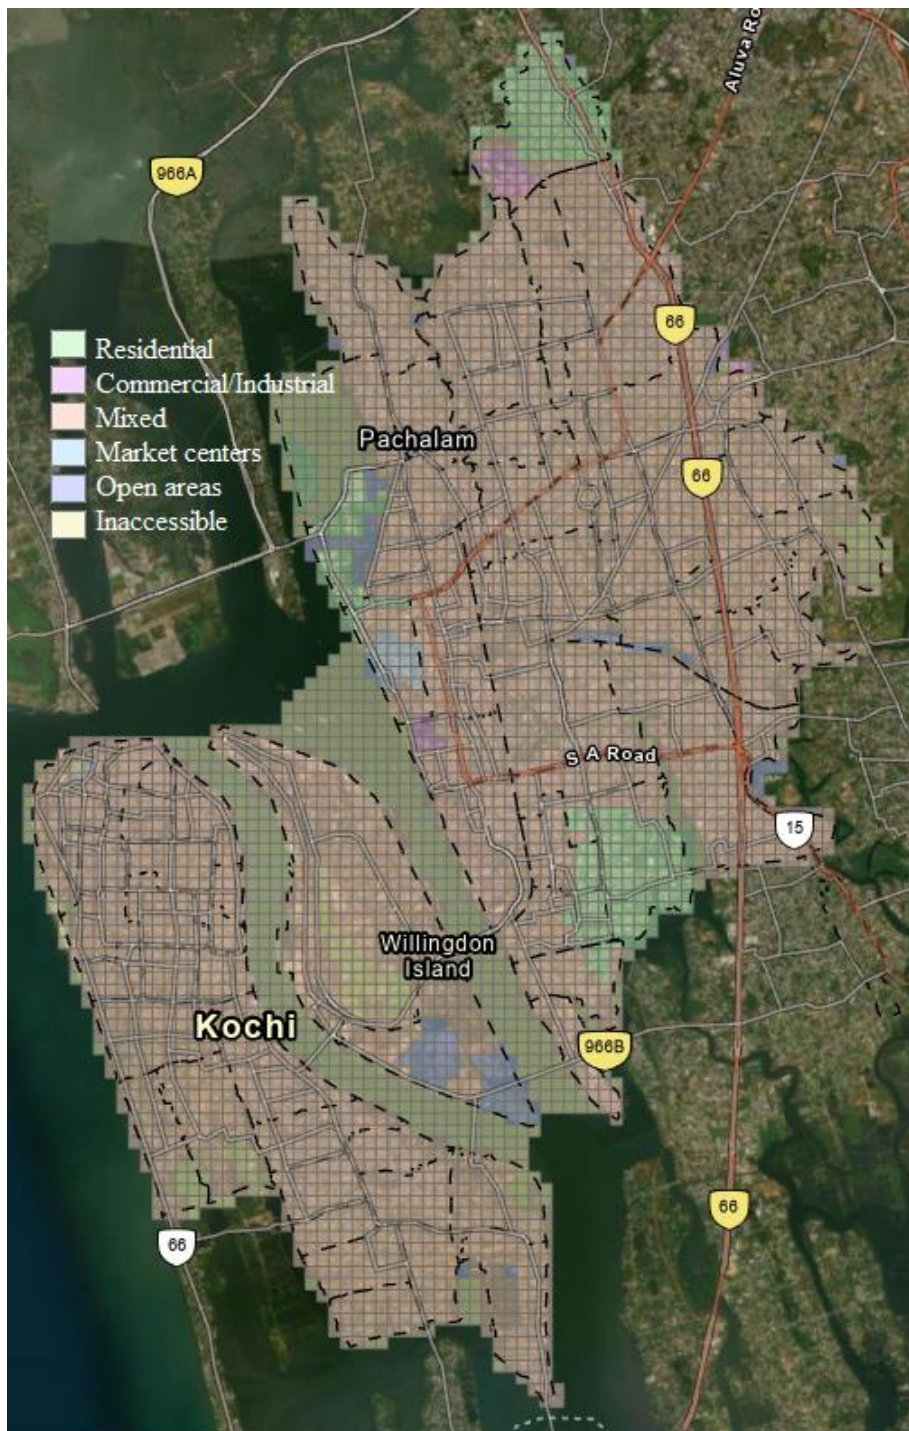 Aluva Ro
966A
66
Residential
Commercial/Industrial
Mixed
Market centers
Open areas
Inaccessible
Pachalam
66
S A Road
15
Willingdon
Island
Kochi
966B
66
66